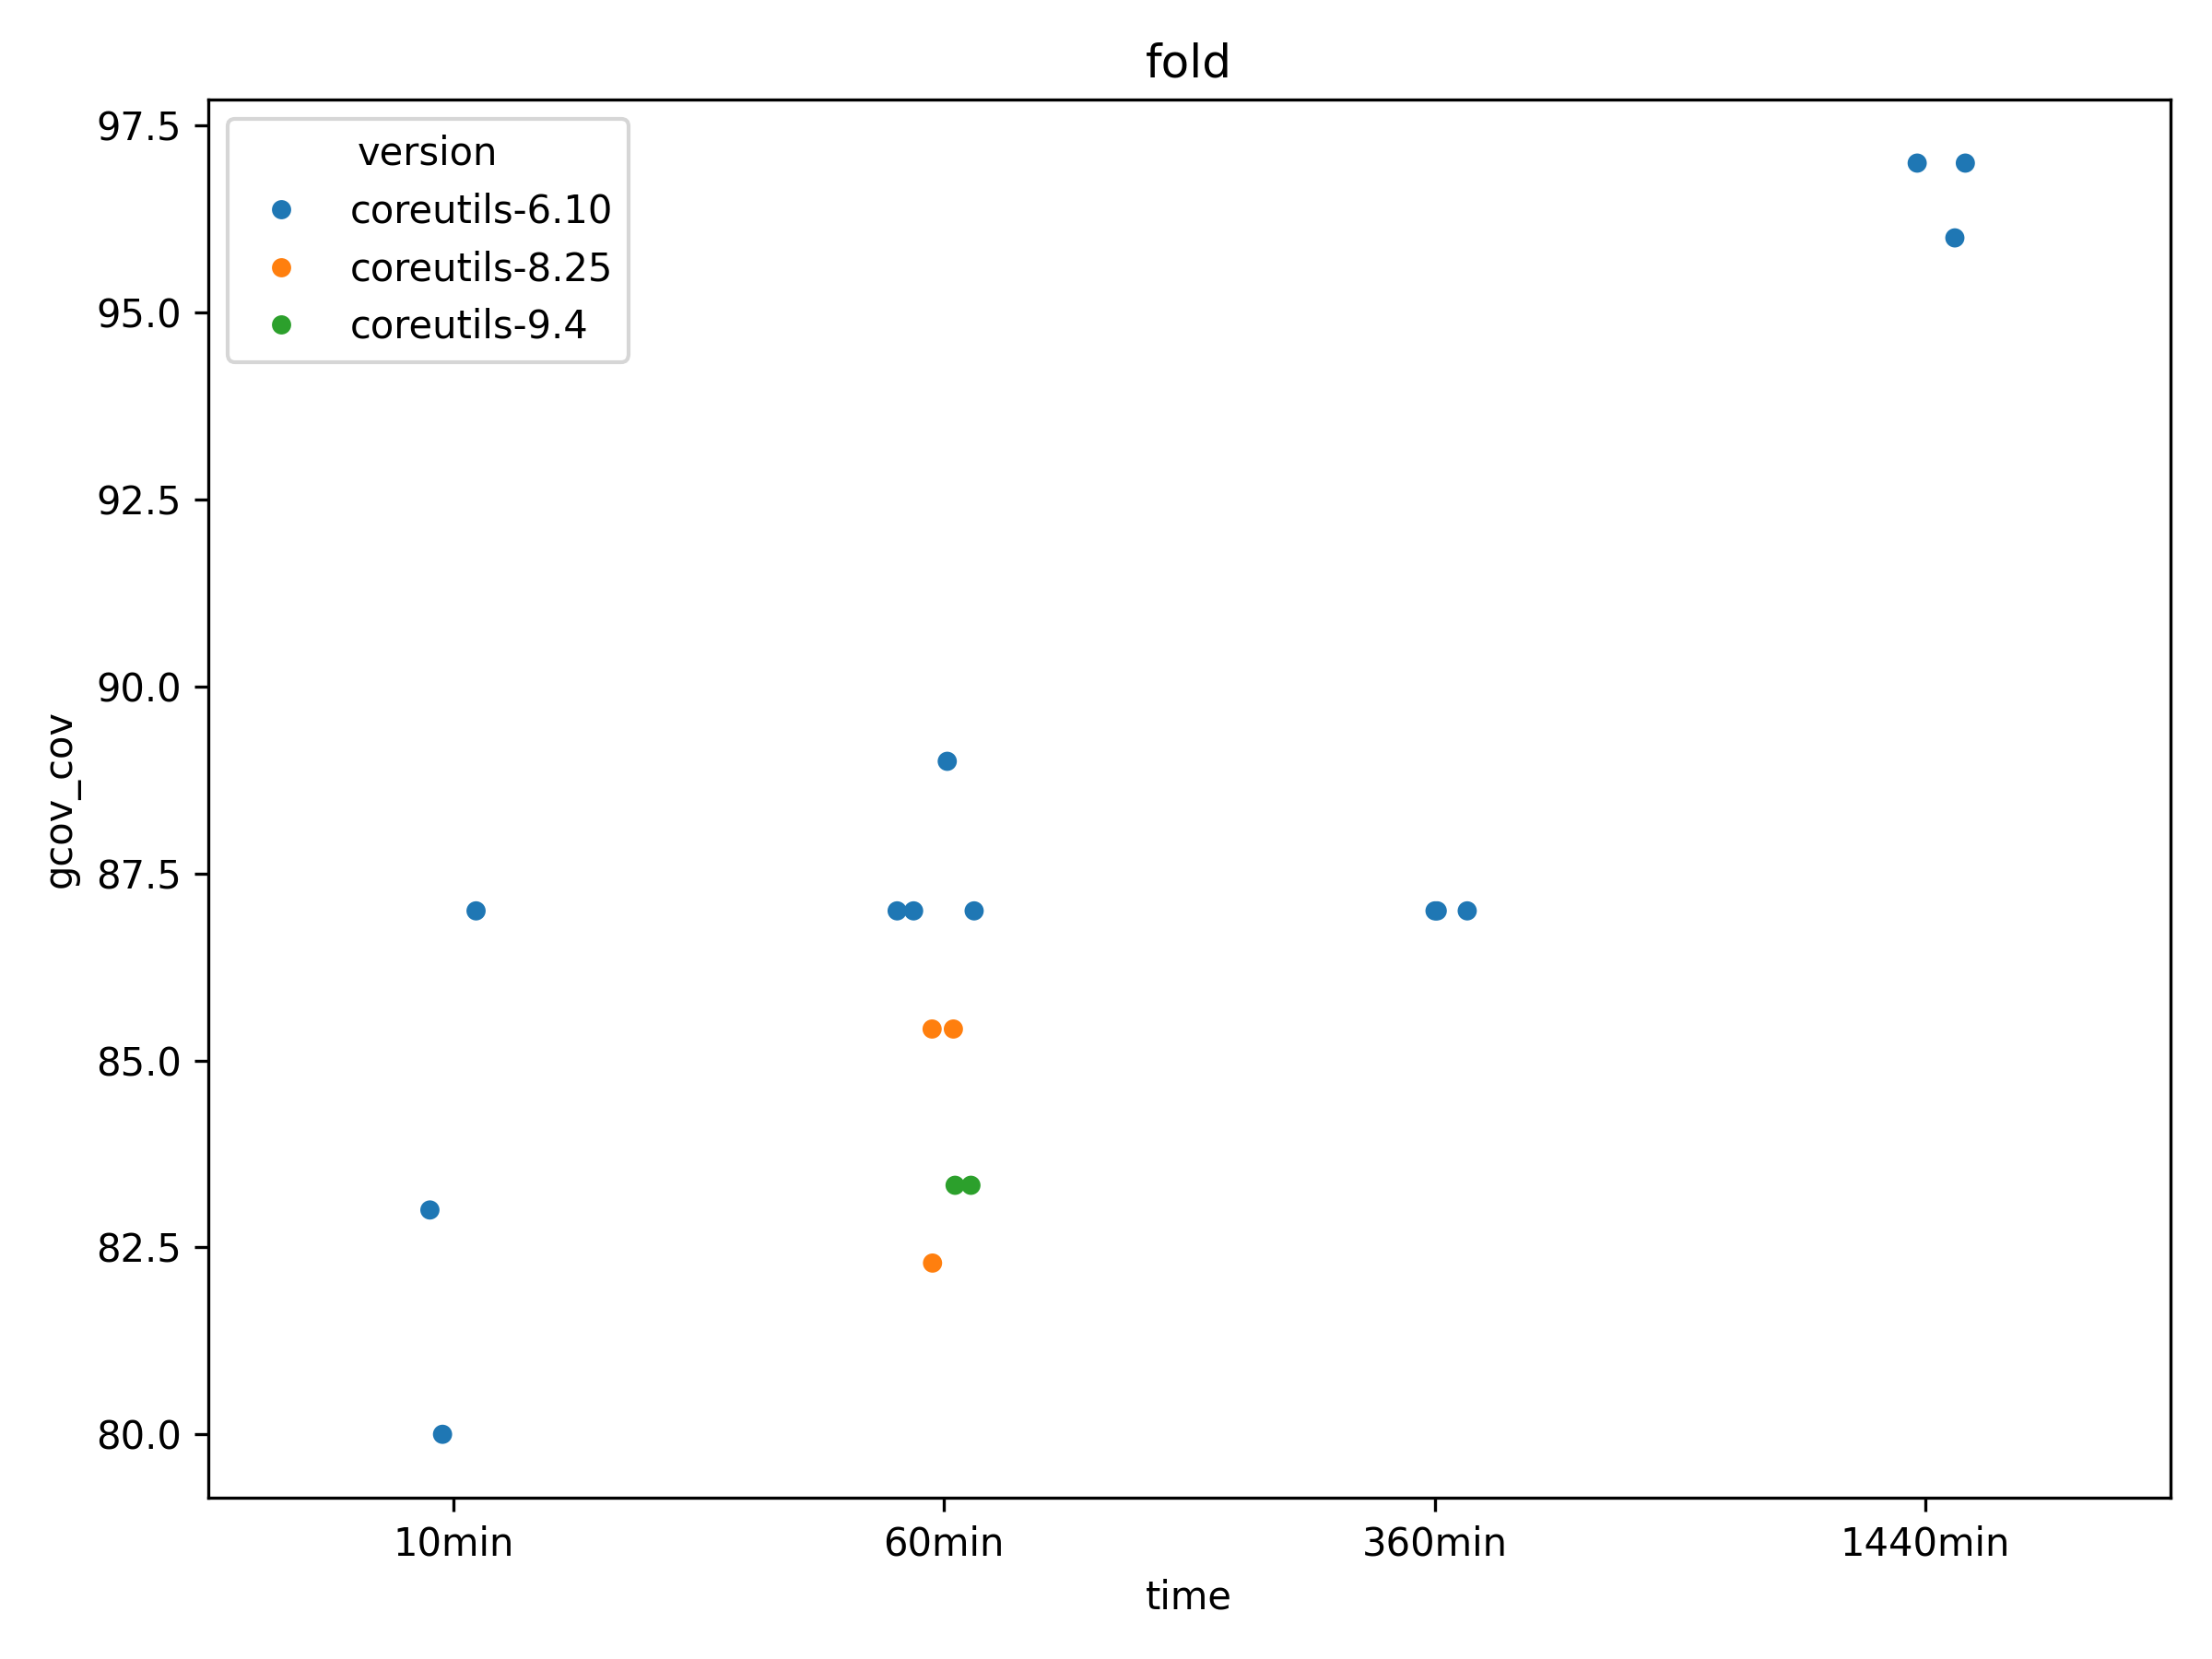 fold
version
coreutils-6.10
coreutils-8.25
coreutils-9.4
gcov_cov
97.5
95.0
92.5
90.0
87.5
85.0
82.5
80.0
10min 60min 360min 1440min
time